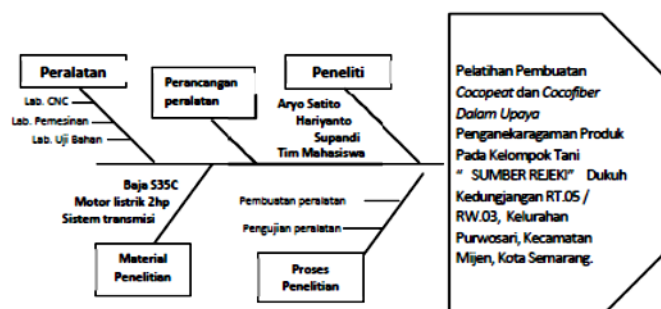 Peralatan
Lab. CNC
Lab. Pemesinan
Lab. Uji Bahan
Perancangan
peralatan
Peneliti
Aryo Satito
Hariyanto
Supandi
Tim Mahasiswa
Baja S35C
Motor listrik 2hp
Sistem transmisi
Material
Penelitian
Pembuatan peralatan
Pengujian peralatan
Proses
Penelitian
Pelatihan Pembuatan
Cocopeat dan Cocofiber
Dalam Upaya
Penganekaragaman Produk
Pada Kelompok Tani
“ SUMBER REJEKI” Dukuh
Kedungjangan RT.05 /
RW.03, Kelurahan
Purwosari, Kecamatan
Mijen, Kota Semarang.